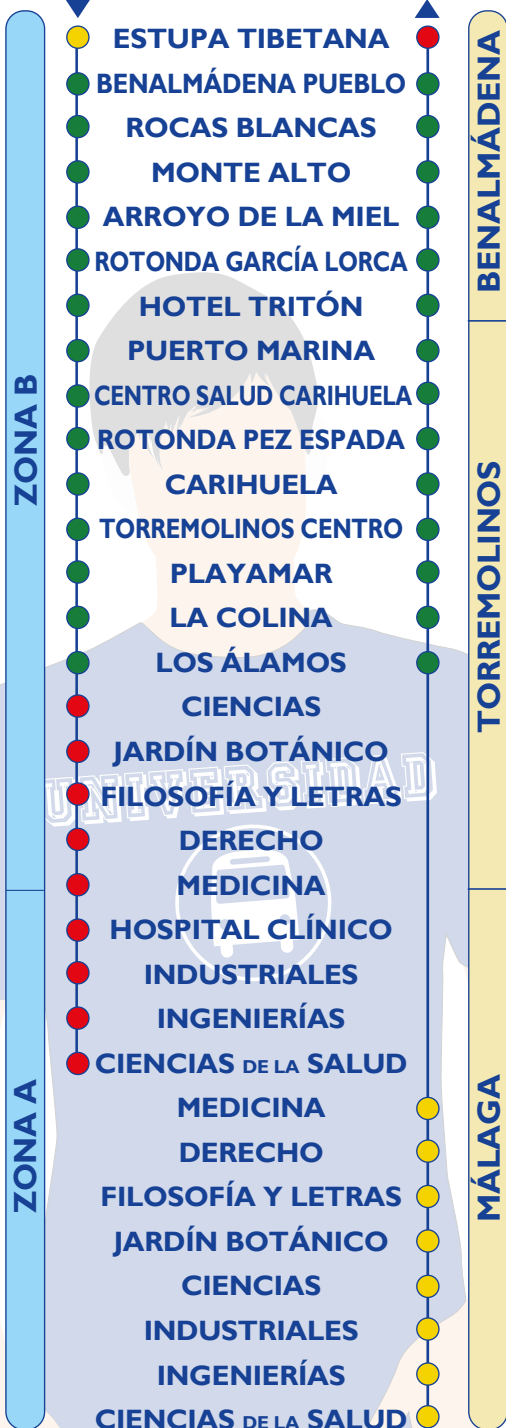 ESTUPA TIBETANA
BENALMÁDENA PUEBLO
ROCAS BLANCAS
MONTE ALTO
ARROYO DE LA MIEL
ROTONDA GARCÍA LORCA
HOTEL TRITÓN
PUERTO MARINA
CENTRO SALUD CARIHUELA
ROTONDA PEZ ESPADA
CARIHUELA
TORREMOLINOS CENTRO
PLAYAMAR
LA COLINA
LOS ÁLAMOS
CIENCIAS
JARDÍN BOTÁNICO
UNIVERSIDAD
FILOSOFÍA Y LETRAS
DERECHO
MEDICINA
HOSPITAL CLÍNICO
INDUSTRIALES
INGENIERÍAS
CIENCIAS DE LA SALUD
MEDICINA
DERECHO
FILOSOFÍA Y LETRAS
JARDÍN BOTÁNICO
CIENCIAS
INDUSTRIALES
INGENIERÍAS
CIENCIAS DE LA SALUD
ZONA B
ZONA A
BENALMÁDENA
TORREMOLINOS
MÁLAGA